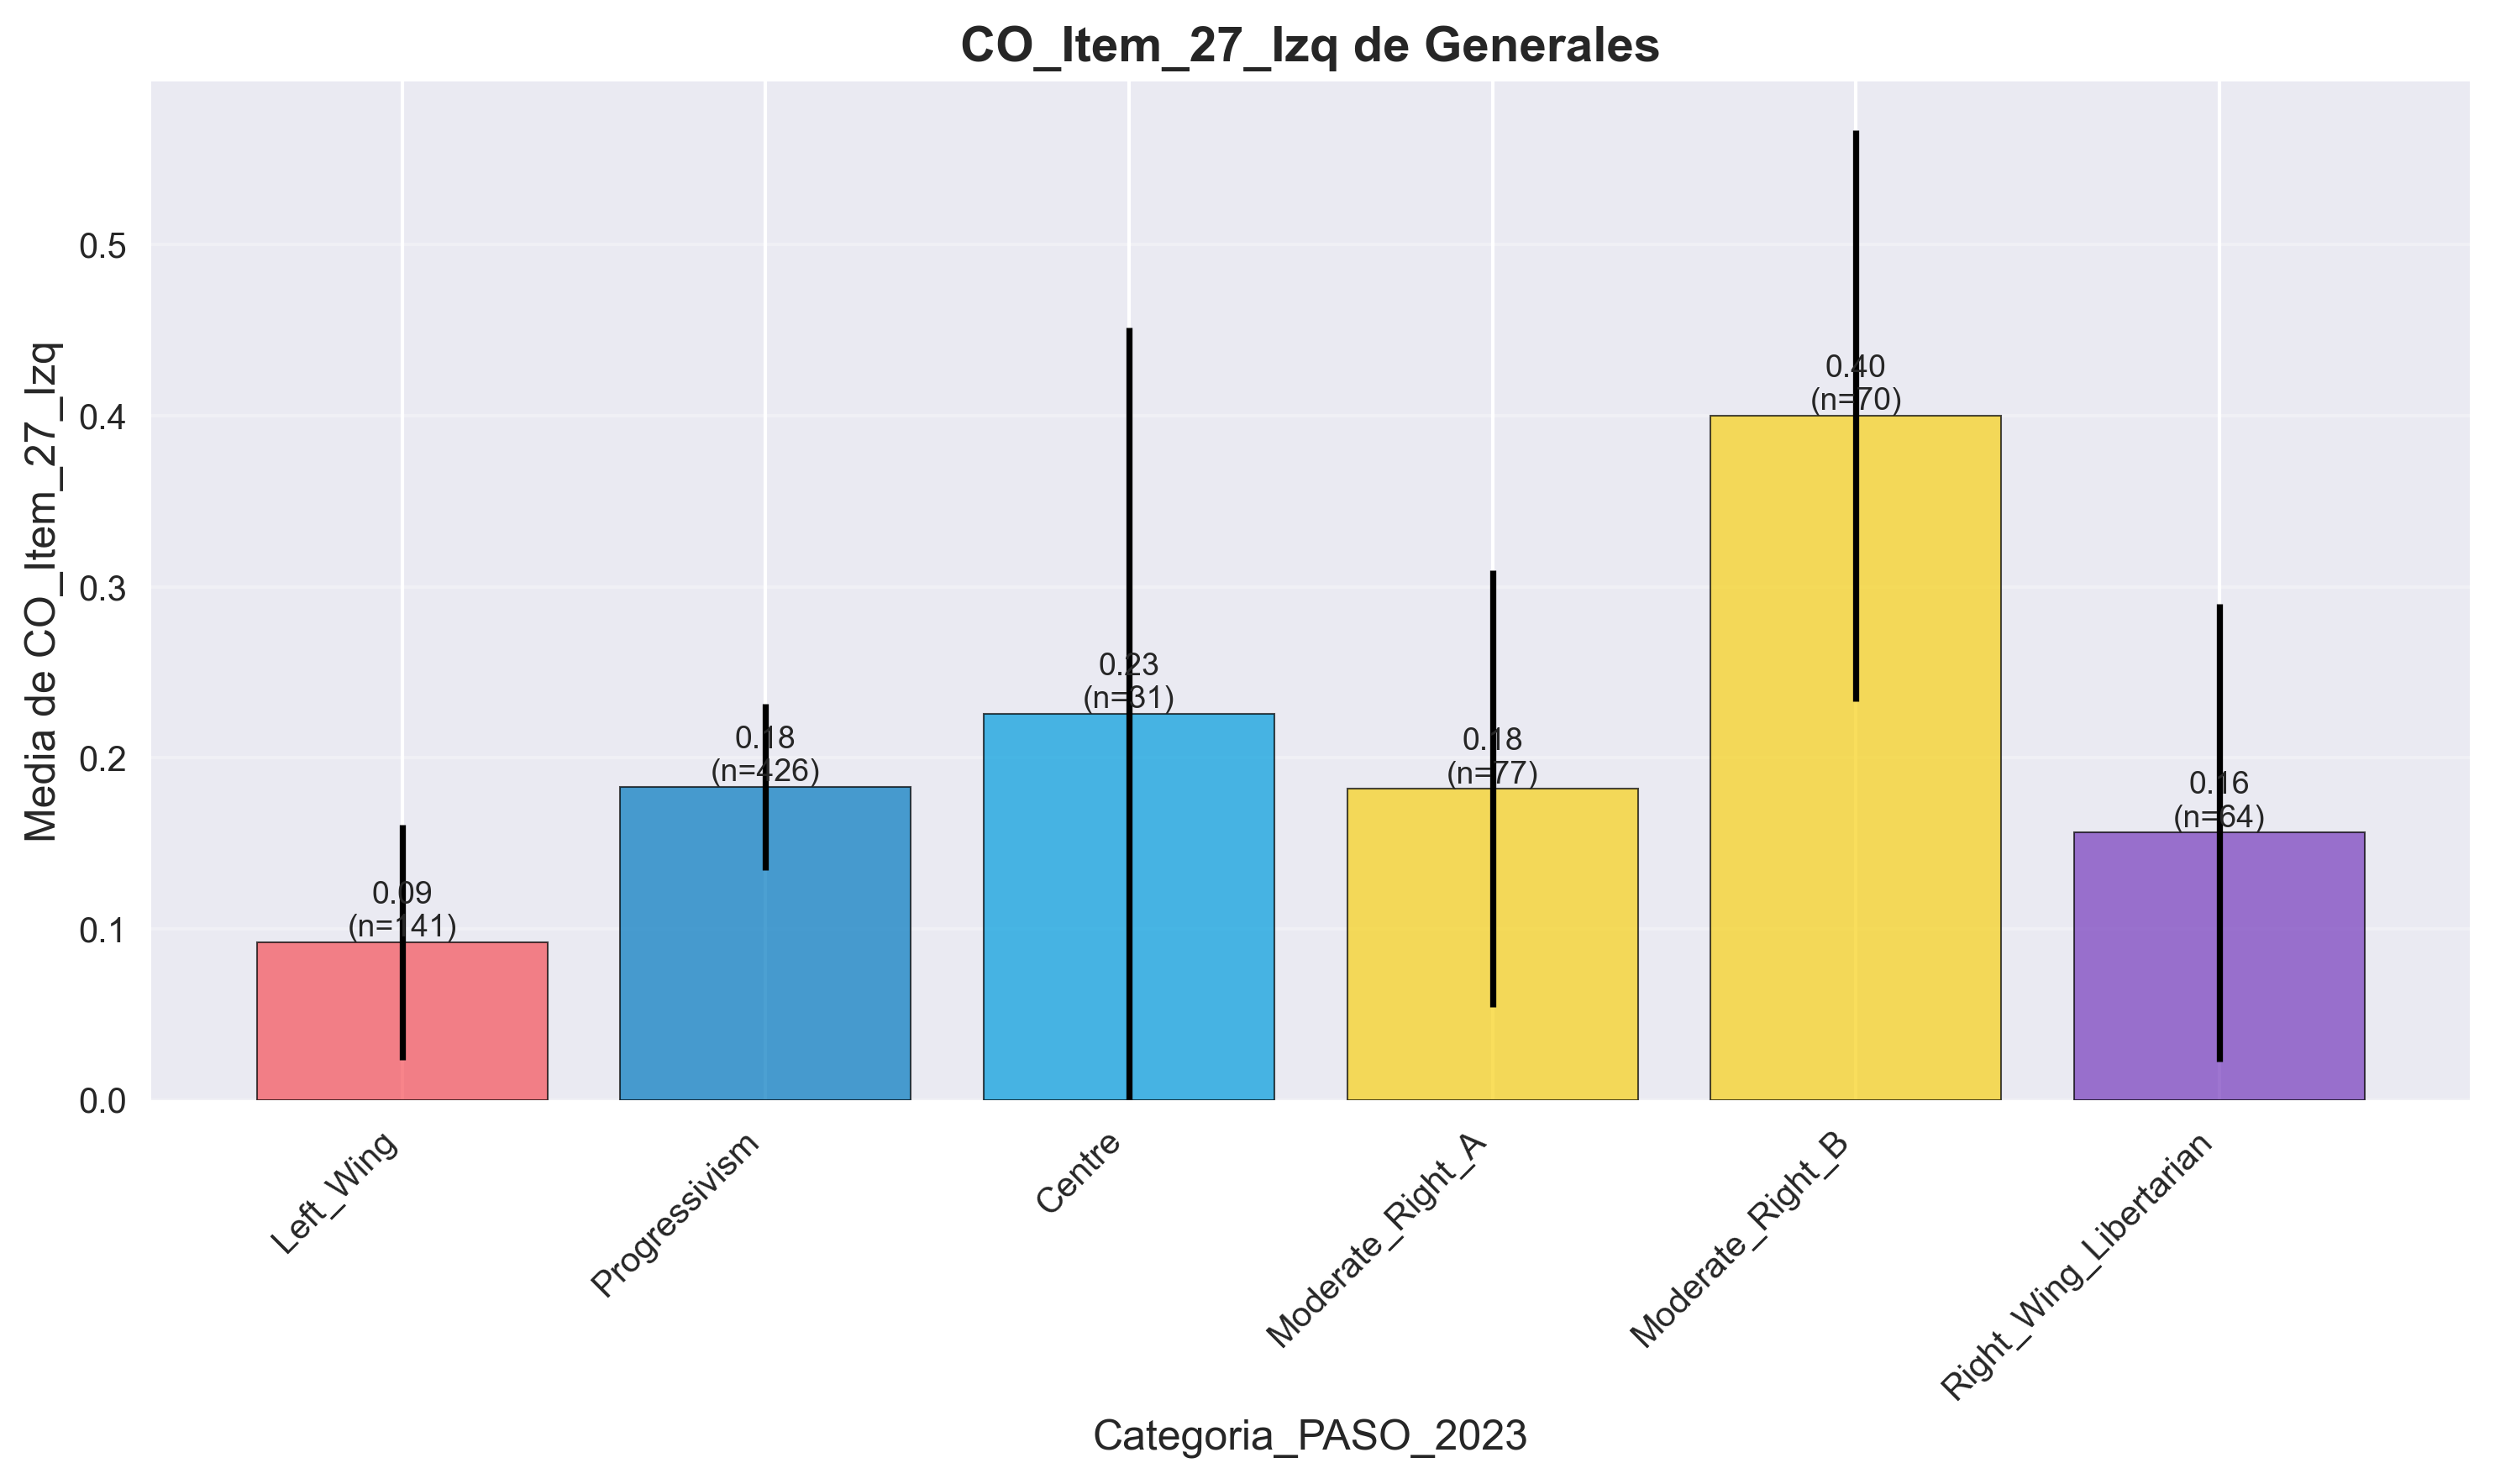 CO_Item_27_Izq de Generales
Media de CO_Item_27_Izq
0.5
0.4
0.3
0.2
0.1
0.0
0.09
(n=141)
0.18
(n=426)
0.23
(n=31)
0.18
(n=77)
0.40
(n=70)
0.16
(n=64)
Left_Wing
Progressivism
Centre
Moderate_Right_A
Moderate_Right_B
Right_Wing_Libertarian
Categoria_PASO_2023